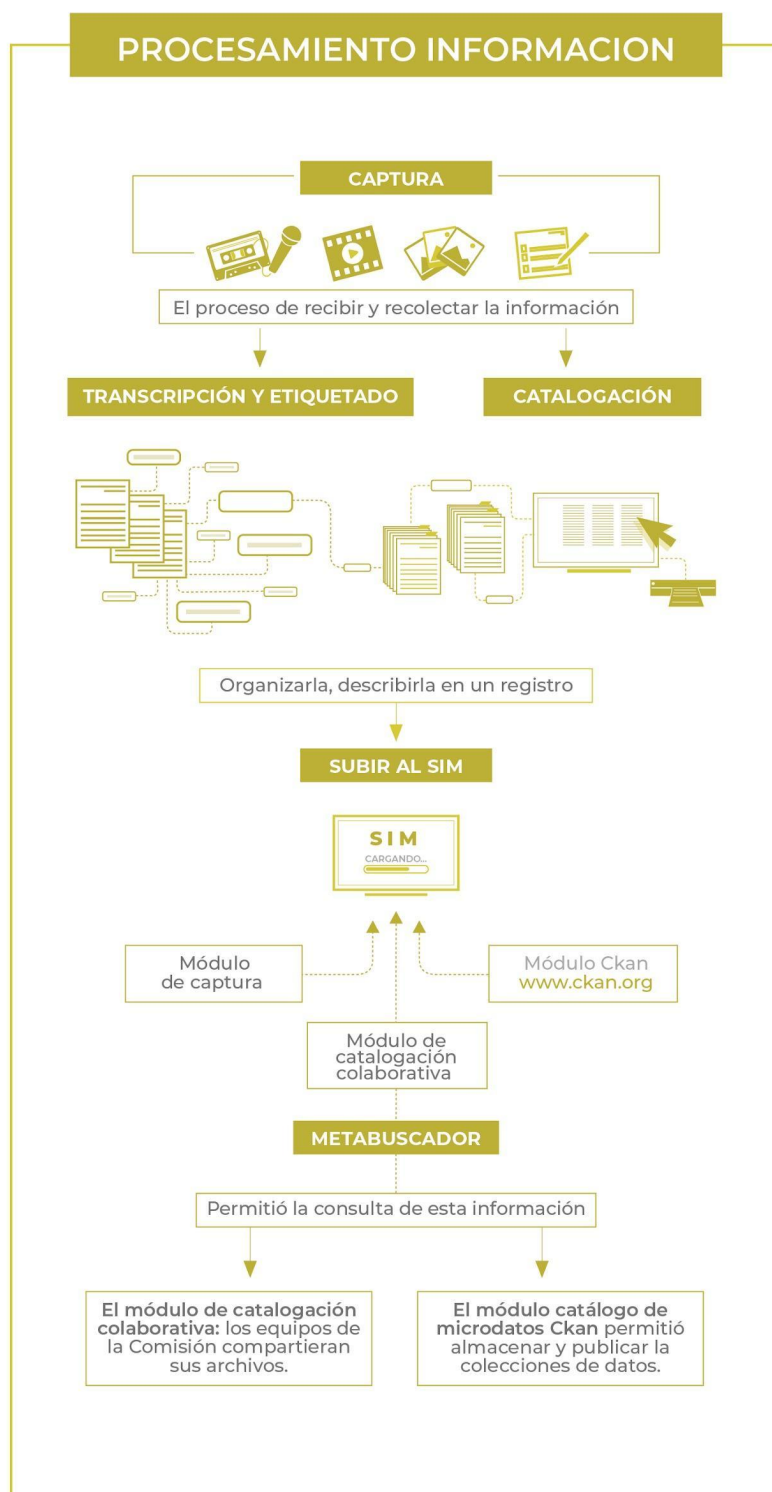 PROCESAMIENTO INFORMACION
CAPTURA
El proceso de recibir y recolectar la información
TRANSCRIPCIÓN Y ETIQUETADO
CATALOGACIÓN
Organizarla, describirla en un registro
SUBIR AL SIM
SIM
CARGANDO...
Módulo
de captura
Módulo Ckan
www.ckan.org
Módulo de
catalogación
colaborativa
METABUSCADOR
Permitió la consulta de esta información
El módulo de catalogación
colaborativa: los equipos de
la Comisión compartieran
sus archivos.
El módulo catálogo de
microdatos Ckan permitió
almacenar y publicar la
colecciones de datos.